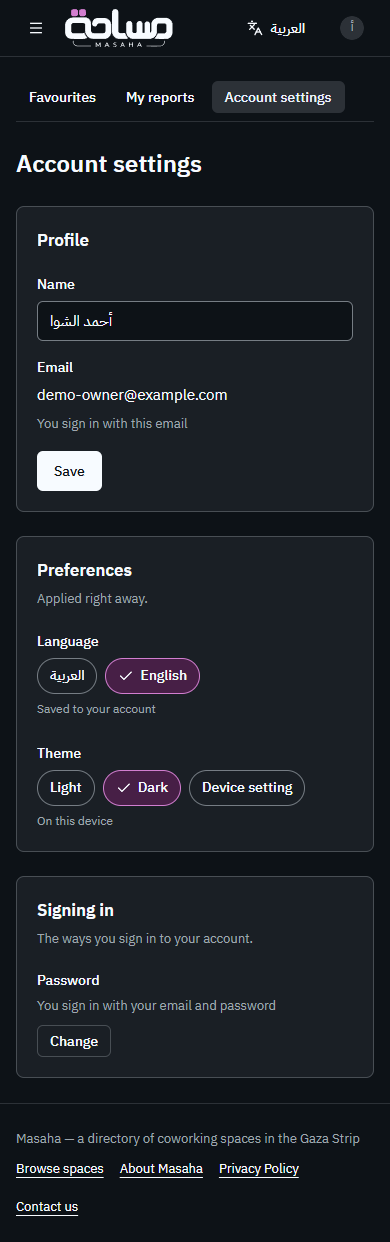 مساحة
MASAHA
العربية
أ
Favourites My reports Account settings
Account settings
Profile
Name
أحمد الشوا
Email
demo-owner@example.com
You sign in with this email
Save
Preferences
Applied right away.
Language
العربية English
Saved to your account
Theme
Light Dark Device setting
On this device
Signing in
The ways you sign in to your account.
Password
You sign in with your email and password
Change
Masaha — a directory of coworking spaces in the Gaza Strip
Browse spaces About Masaha Privacy Policy
Contact us